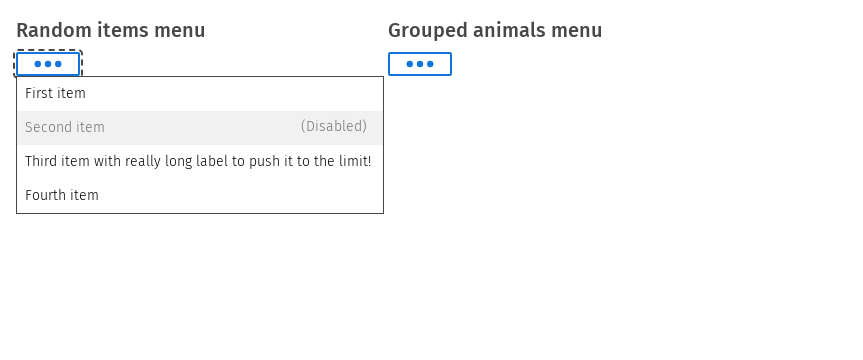 Random items menu
Grouped animals menu
First item
Second item (Disabled)
Third item with really long label to push it to the limit!
Fourth item